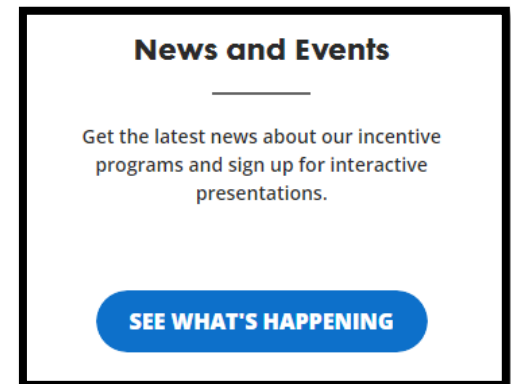 News and Events
Get the latest news about our incentive
programs and sign up for interactive
presentations.
SEE WHAT'S HAPPENING